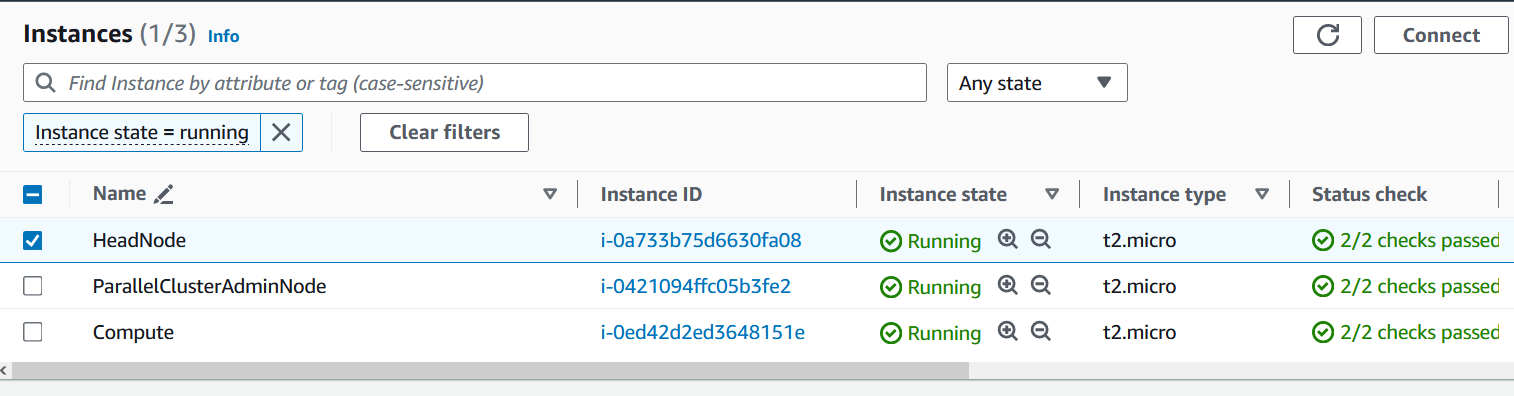 Instances (1/3) Info Connect
Find Instance by attribute or tag (case-sensitive) Any state
Instance state = running Clear filters
Name Instance ID Instance state Instance type Status check
HeadNode i-0a733b75d6630fa08 Running t2.micro 2/2 checks passed
ParallelClusterAdminNode i-0421094ffc05b3fe2 Running t2.micro 2/2 checks passed
Compute i-0ed42d2ed3648151e Running t2.micro 2/2 checks passed